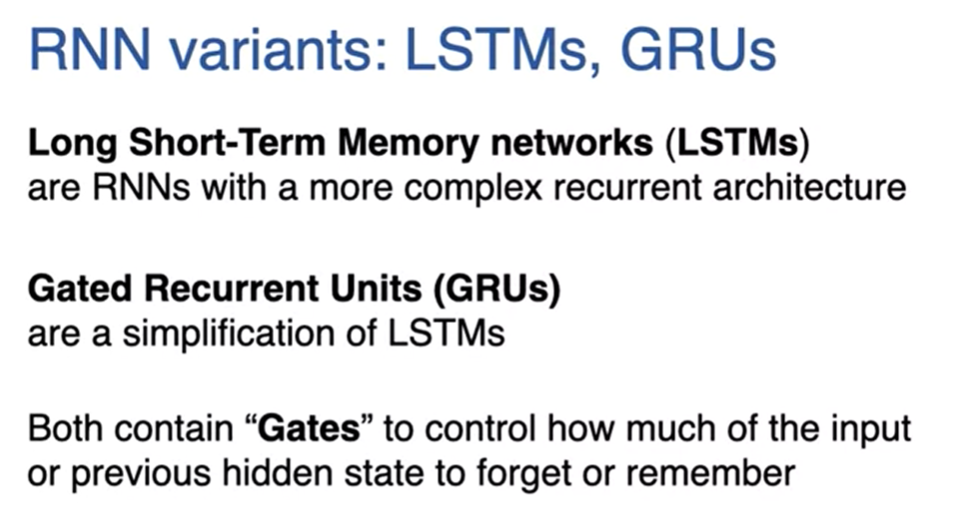 RNN variants: LSTMs, GRUs
Long Short-Term Memory networks (LSTMs)
are RNNs with a more complex recurrent architecture
Gated Recurrent Units (GRUs)
are a simplification of LSTMs
Both contain “Gates” to control how much of the input
or previous hidden state to forget or remember